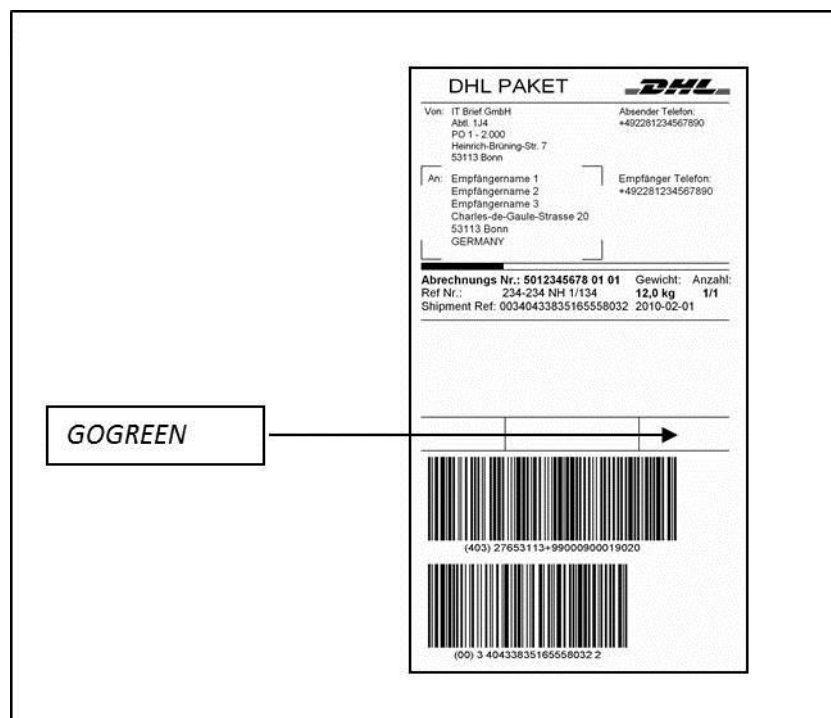 DHL PAKET
DHL
Von: IT Brief GmbH
Abtl. 1J4
PO 1 - 2.000
Heinrich-Brüning-Str. 7
53113 Bonn
Absender Telefon:
+492281234567890
An: Empfängername 1
Empfängername 2
Empfängername 3
Charles-de-Gaule-Strasse 20
53113 Bonn
GERMANY
Empfänger Telefon:
+492281234567890
Abrechnungs Nr.: 5012345678 01 01 Gewicht: Anzahl:
Ref Nr.: 234-234 NH 1/134 12,0 kg 1/1
Shipment Ref: 00340433835165558032 2010-02-01
GOGREEN
(403) 27653113+99000900019020
(00) 3 40433835165558032 2